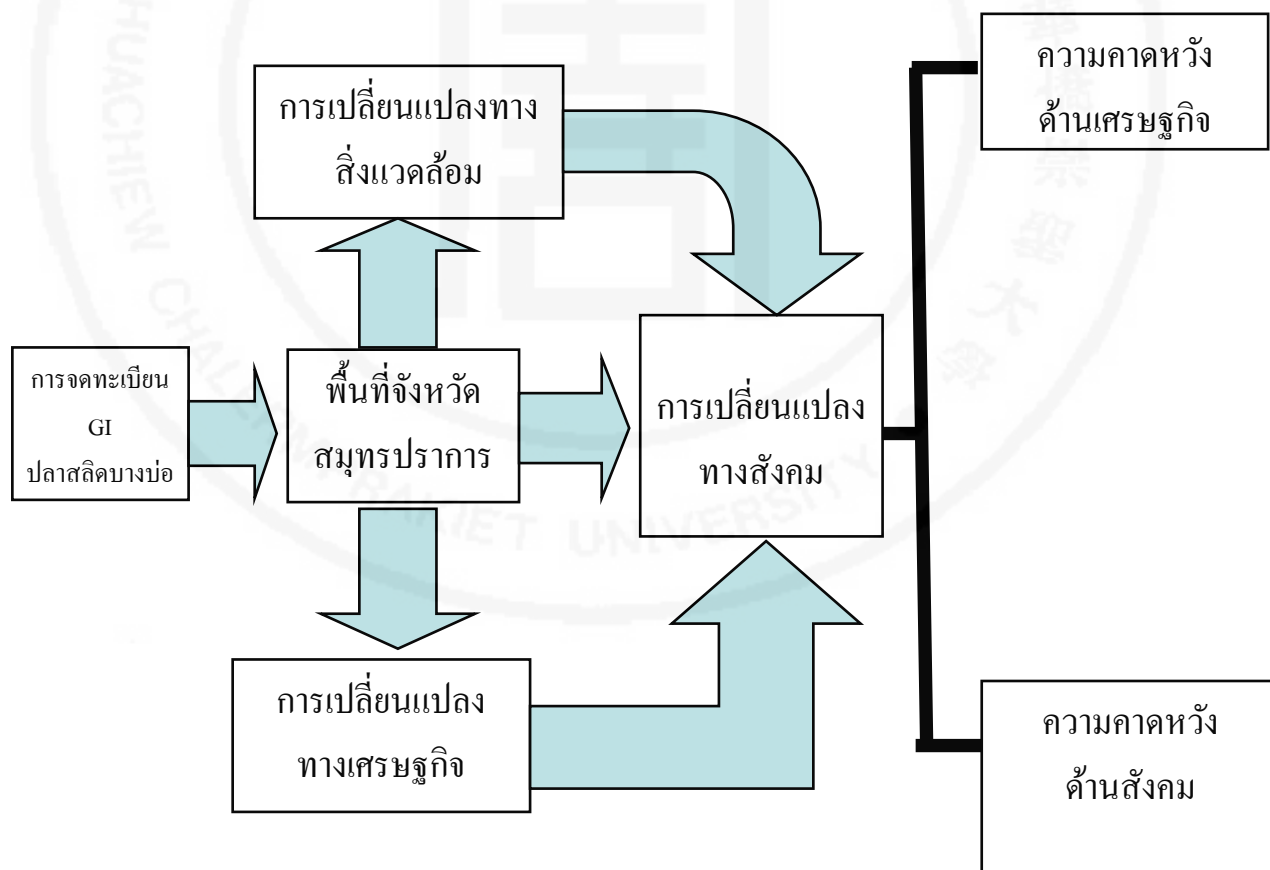 ความคาดหวัง
ด้านเศรษฐกิจ
การเปลี่ยนแปลงทาง
สิ่งแวดล้อม
การจดทะเบียน
GI
ปลาสลิดบางบ่อ
พื้นที่จังหวัด
สมุทรปราการ
การเปลี่ยนแปลง
ทางสังคม
การเปลี่ยนแปลง
ทางเศรษฐกิจ
ความคาดหวัง
ด้านสังคม